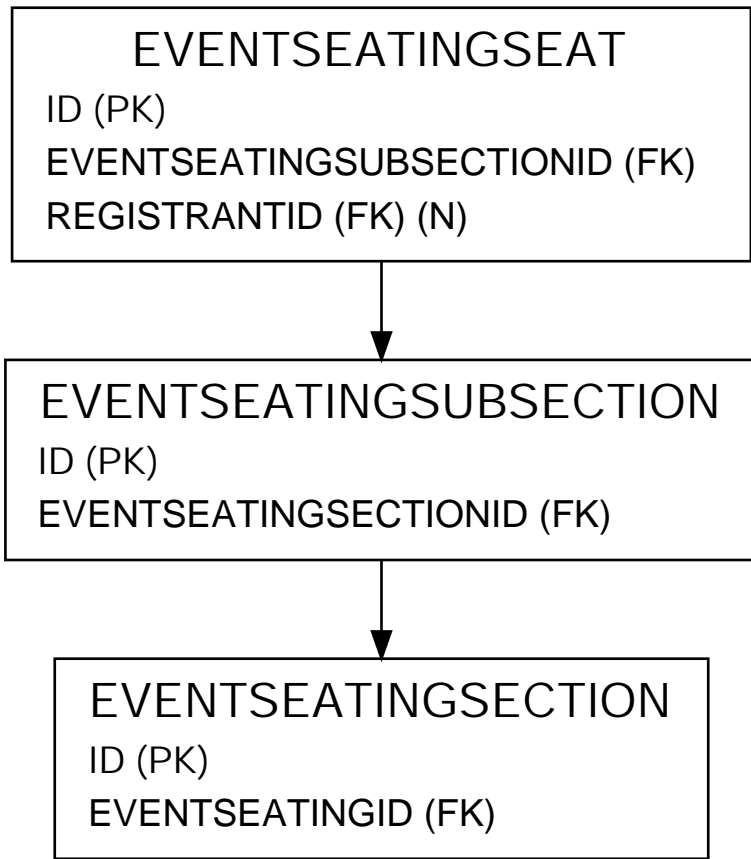 EVENTSEATINGSEAT
ID (PK)
EVENTSEATINGSUBSECTIONID (FK)
REGISTRANTID (FK) (N)
EVENTSEATINGSUBSECTION
ID (PK)
EVENTSEATINGSECTIONID (FK)
EVENTSEATINGSECTION
ID (PK)
EVENTSEATINGID (FK)